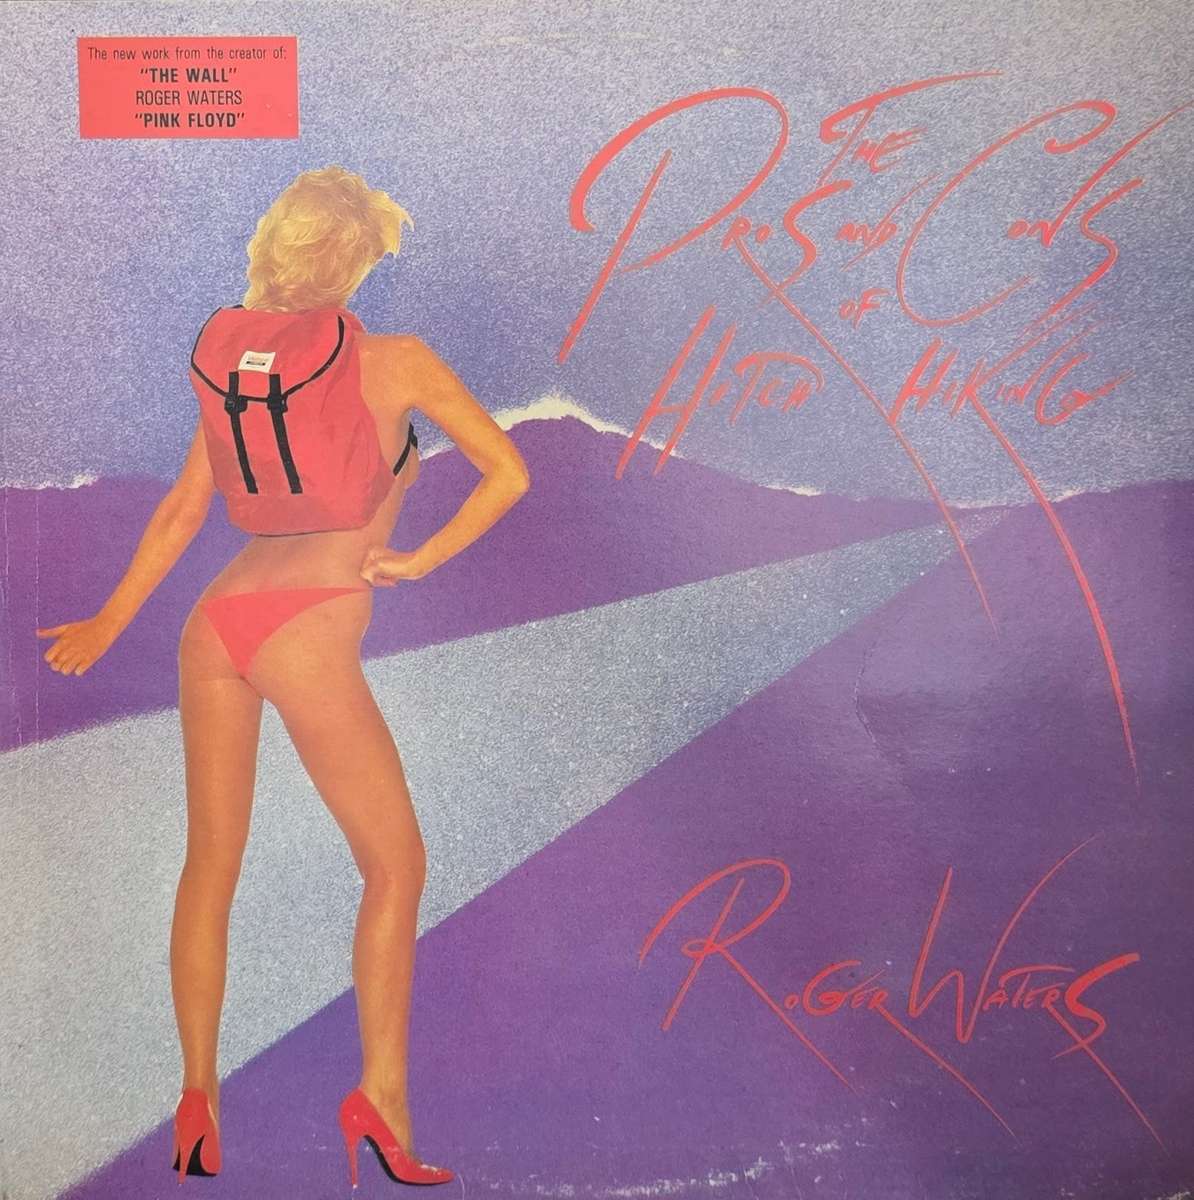 The new work from the creator of:
"THE WALL"
ROGER WATERS
"PINK FLOYD"
THE
PROS AND CONS
OF
HITCH HIKING
ROGER WATERS